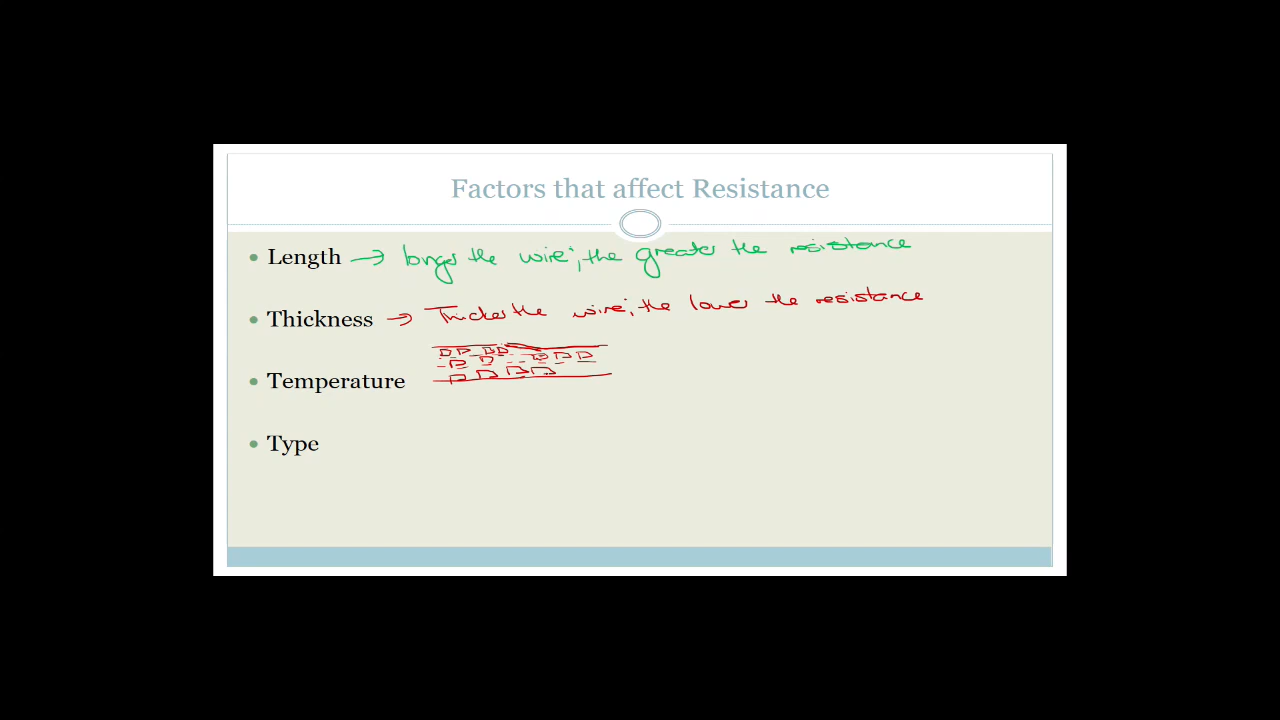 Factors that affect Resistance
• Length → longer the wire; the greater the resistance
• Thickness → Thicker the wire; the lower the resistance
• Temperature
• Type